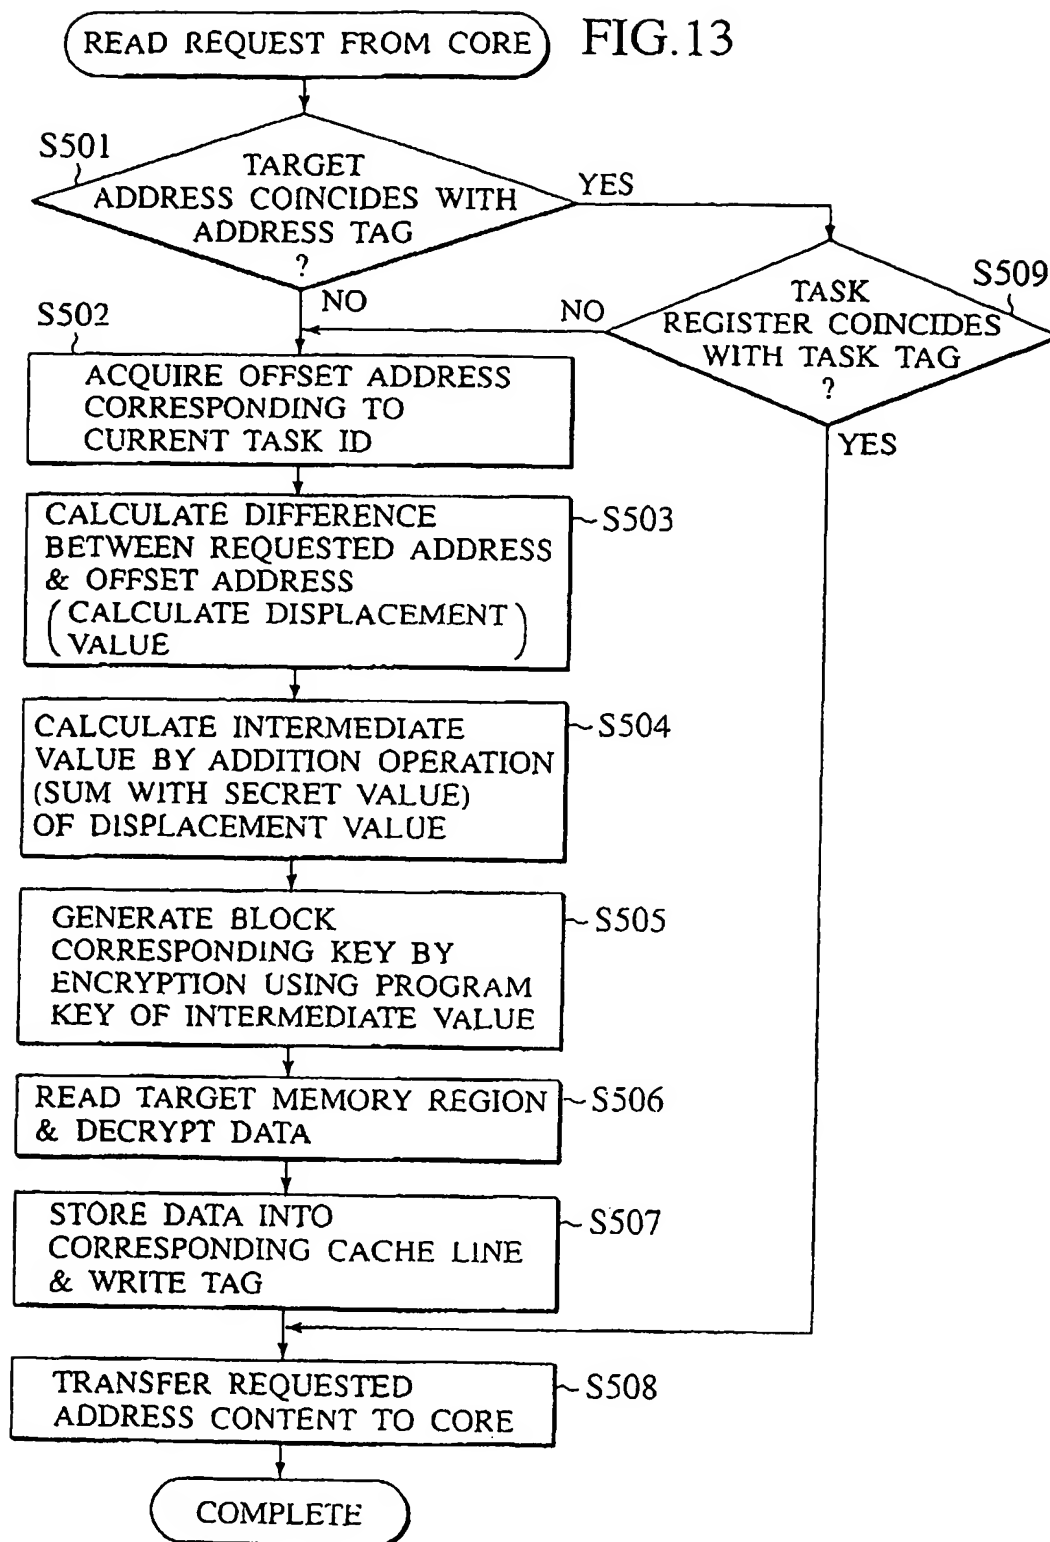 READ REQUEST FROM CORE
FIG.13
S501
TARGET
ADDRESS COINCIDES WITH
ADDRESS TAG
?
YES
NO
S509
TASK
REGISTER COINCIDES
WITH TASK TAG
?
NO
YES
S502
ACQUIRE OFFSET ADDRESS
CORRESPONDING TO
CURRENT TASK ID
CALCULATE DIFFERENCE
BETWEEN REQUESTED ADDRESS
& OFFSET ADDRESS
(CALCULATE DISPLACEMENT
VALUE)
S503
CALCULATE INTERMEDIATE
VALUE BY ADDITION OPERATION
(SUM WITH SECRET VALUE)
OF DISPLACEMENT VALUE
S504
GENERATE BLOCK
CORRESPONDING KEY BY
ENCRYPTION USING PROGRAM
KEY OF INTERMEDIATE VALUE
S505
READ TARGET MEMORY REGION
& DECRYPT DATA
S506
STORE DATA INTO
CORRESPONDING CACHE LINE
& WRITE TAG
S507
TRANSFER REQUESTED
ADDRESS CONTENT TO CORE
S508
COMPLETE